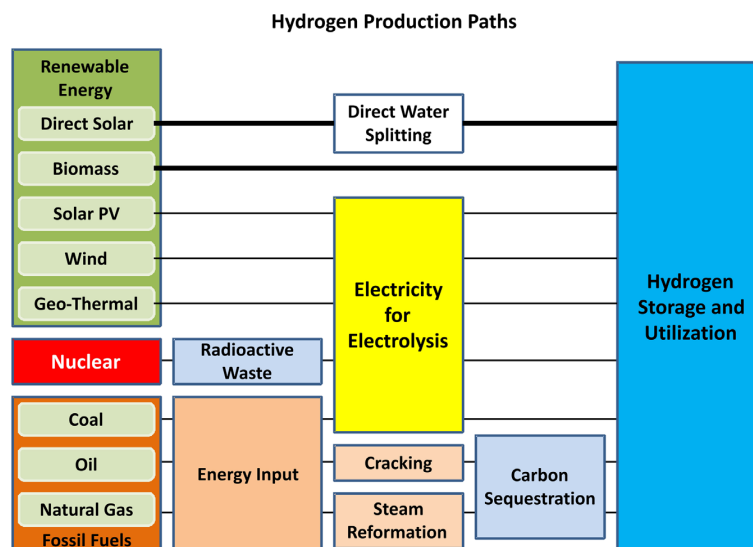 Hydrogen Production Paths
Renewable
Energy
Direct Solar
Direct Water
Splitting
Biomass
Solar PV
Wind
Geo-Thermal
Electricity
for
Electrolysis
Hydrogen
Storage and
Utilization
Nuclear
Radioactive
Waste
Coal
Oil
Natural Gas
Fossil Fuels
Energy Input
Cracking
Steam
Reformation
Carbon
Sequestration